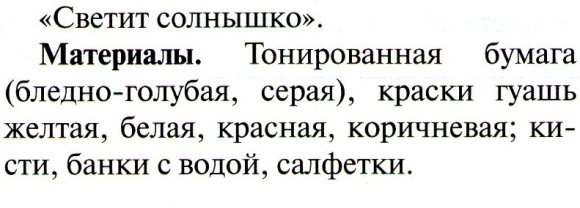 «Светит солнышко».
Материалы. Тонированная бумага
(бледно-голубая, серая), краски гуашь
желтая, белая, красная, коричневая; ки-
сти, банки с водой, салфетки.